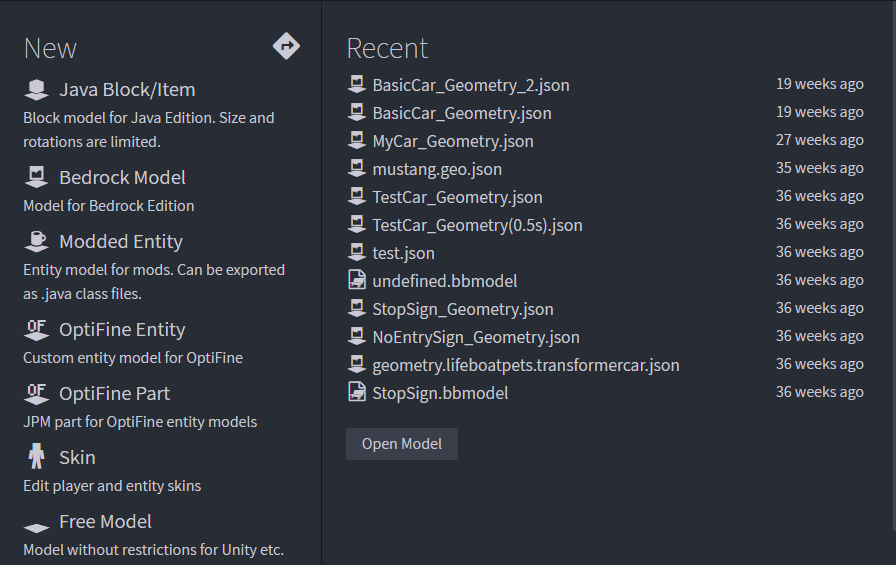 New
Java Block/Item
Block model for Java Edition. Size and
rotations are limited.
Bedrock Model
Model for Bedrock Edition
Modded Entity
Entity model for mods. Can be exported
as .java class files.
OF
OptiFine Entity
Custom entity model for OptiFine
OF
OptiFine Part
JPM part for OptiFine entity models
Skin
Edit player and entity skins
Free Model
Model without restrictions for Unity etc.
Recent
BasicCar_Geometry_2.json 19 weeks ago
BasicCar_Geometry.json 19 weeks ago
MyCar_Geometry.json 27 weeks ago
mustang.geo.json 35 weeks ago
TestCar_Geometry.json 36 weeks ago
TestCar_Geometry(0.5s).json 36 weeks ago
test.json 36 weeks ago
undefined.bbmodel 36 weeks ago
StopSign_Geometry.json 36 weeks ago
NoEntrySign_Geometry.json 36 weeks ago
geometry.lifeboatpets.transformercar.json 36 weeks ago
StopSign.bbmodel 36 weeks ago
Open Model